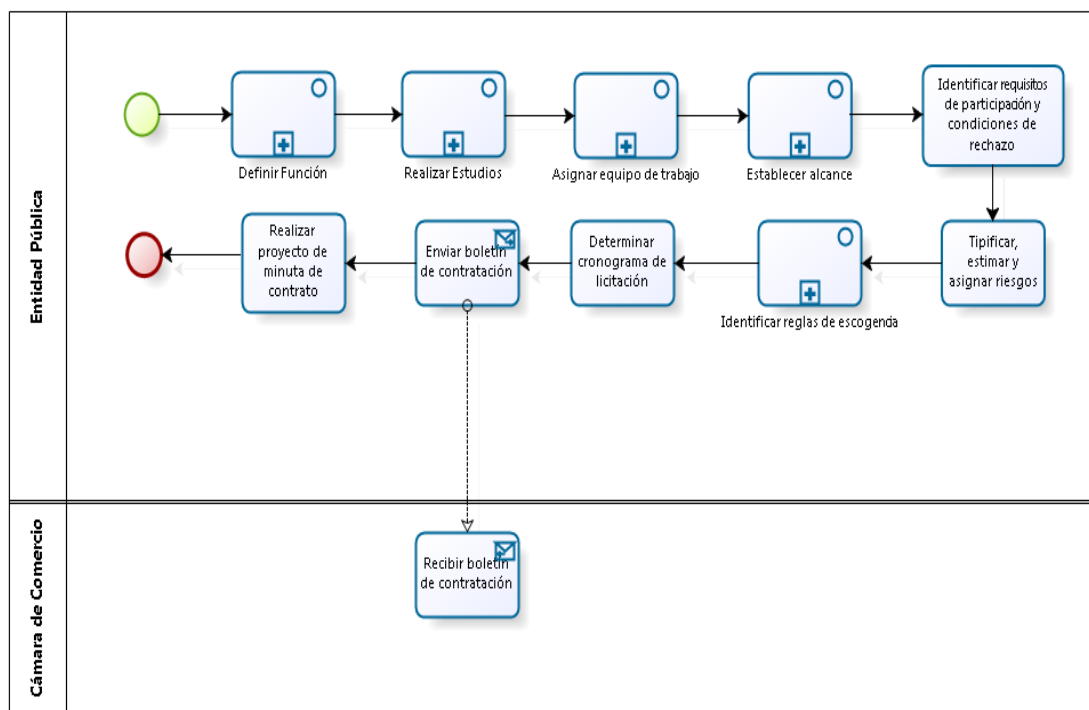 Entidad Pública
Definir Función
Realizar Estudios
Asignar equipo de trabajo
Establecer alcance
Identificar requisitos
de participación y
condiciones de
rechazo
Tipificar,
estimar y
asignar riesgos
Identificar reglas de escogencia
Determinar
cronograma de
licitación
Enviar boletín
de contratación
Realizar
proyecto de
minuta de
contrato
Cámara de Comercio
Recibir boletín
de contratación